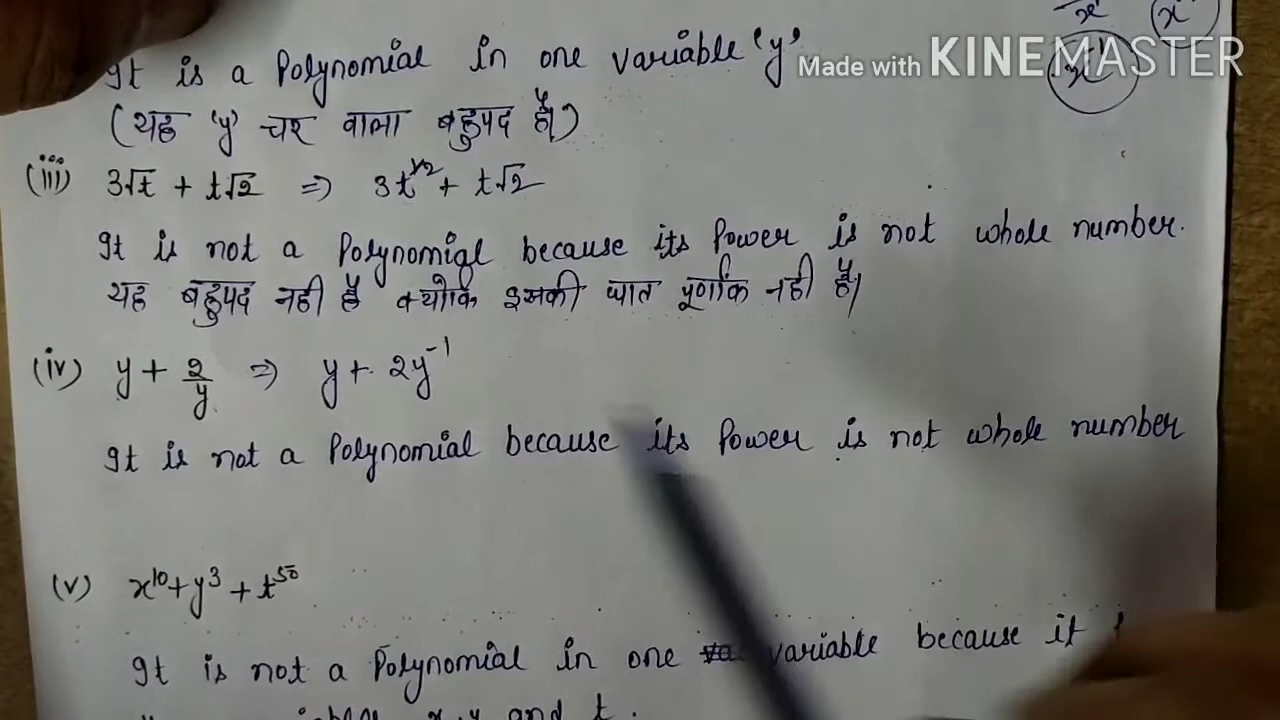 It is a Polynomial in one variable 'y'
Made with KINEMASTER
(यह 'y' चर वाला बहुपद है।)
(iii) 3√t + t√2 ⇒ 3t^1/2 + t√2
It is not a Polynomial because its Power is not whole number.
यह बहुपद नही है क्योकि इसकी घात पूर्णांक नही है।
(iv) y + 2/y ⇒ y + 2y^-1
It is not a Polynomial because its Power is not whole number
(v) x^10 + y^3 + t^50
It is not a Polynomial in one variable because it
x, y and t.